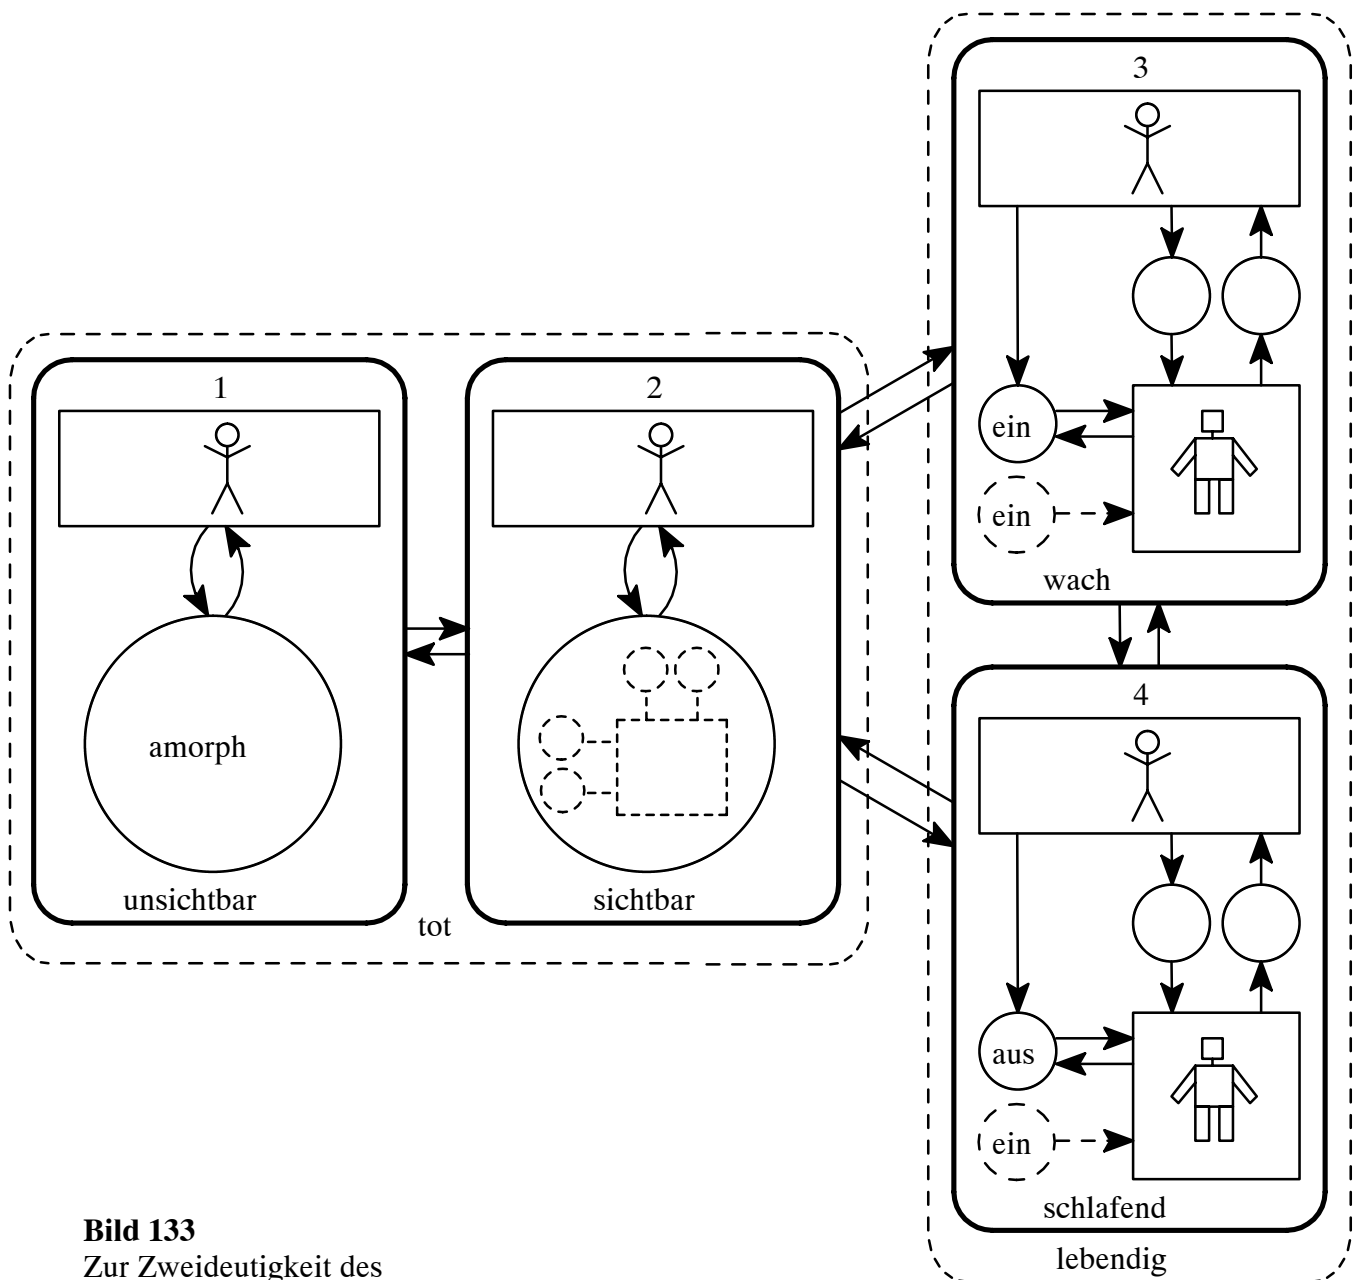 3
ein
ein
wach
1
2
amorph
unsichtbar
sichtbar
tot
4
aus
ein
schlafend
lebendig
Bild 133
Zur Zweideutigkeit des